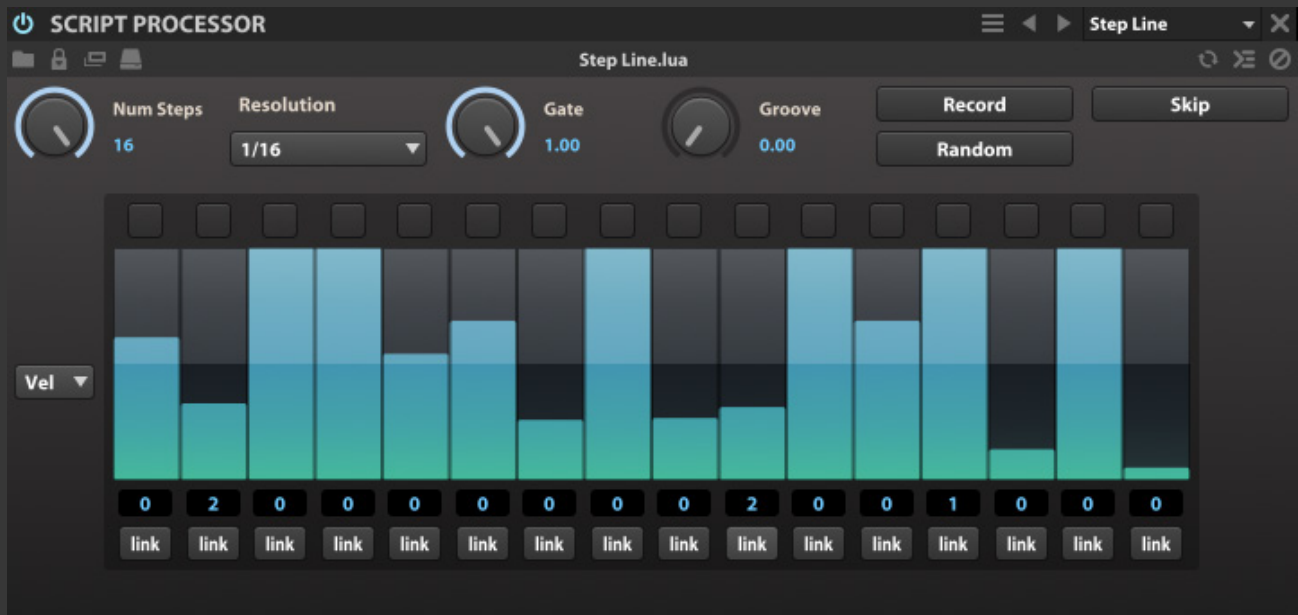 SCRIPT PROCESSOR
Step Line
Step Line.lua
Num Steps
16
Resolution
1/16
Gate
1.00
Groove
0.00
Record
Random
Skip
Vel
0 2 0 0 0 0 0 0 0 2 0 0 1 0 0 0
link link link link link link link link link link link link link link link link